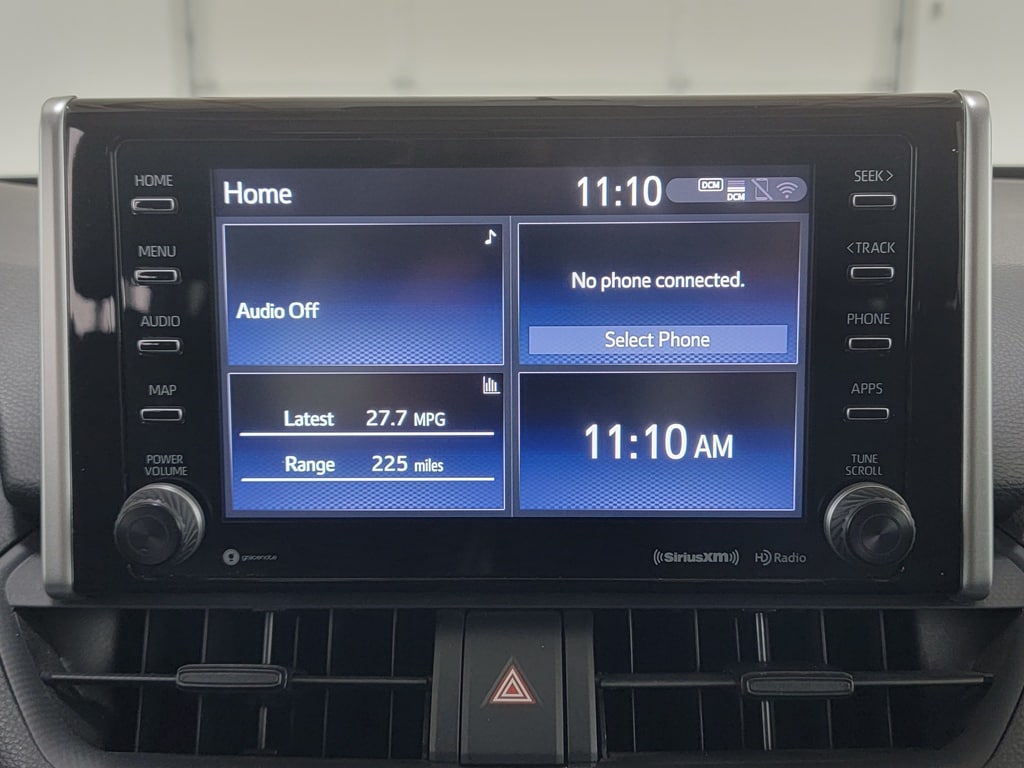 HOME
MENU
AUDIO
MAP
POWER
VOLUME
Home 11:10 DCM DCM
Audio Off
No phone connected.
Select Phone
Latest 27.7 MPG
Range 225 miles
11:10 AM
SEEK >
< TRACK
PHONE
APPS
TUNE
SCROLL
gracenote
((SiriusXM))
HD Radio